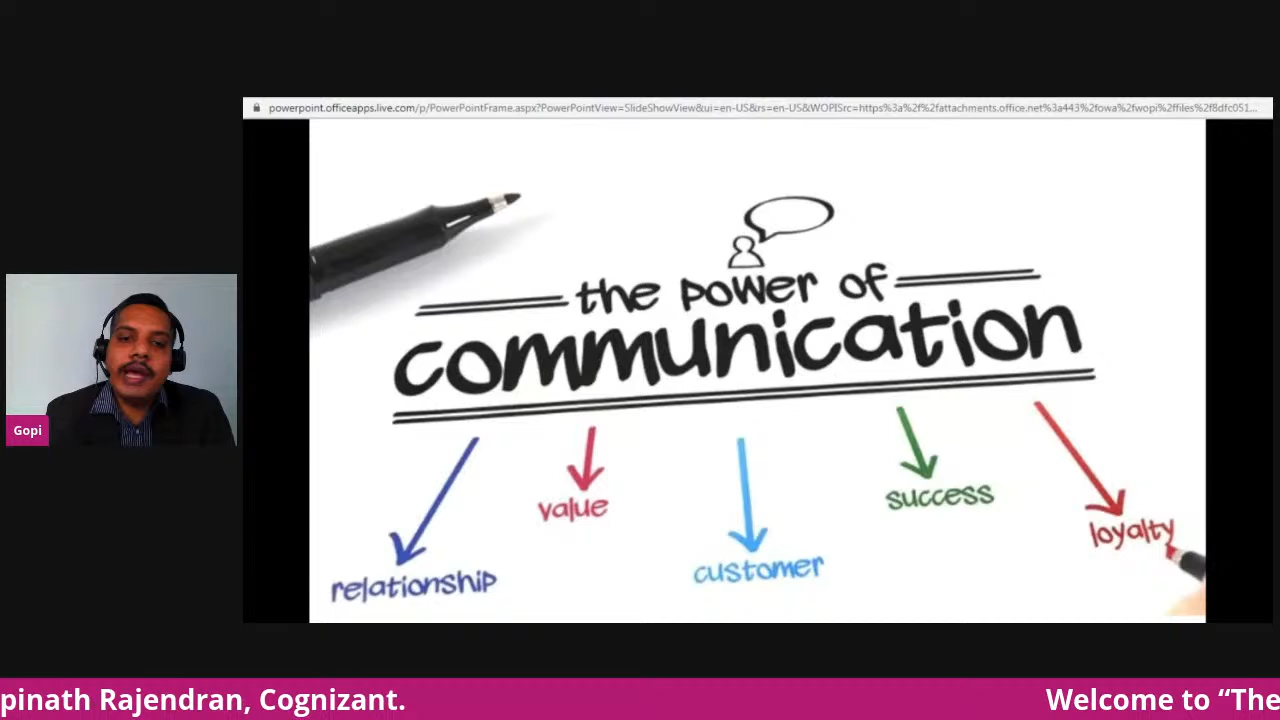 powerpoint.officeapps.live.com/p/PowerPointFrame.aspx?PowerPointView=SlideShowView&ui=en-US&rs=en-US&WOPISrc=https%3a%2f%2fattachments.office.net%3a443%2fowa%2fwopi%2ffiles%2f8dfc051...
the power of
communication
value
success
loyalty
customer
relationship
Gopi
pinath Rajendran, Cognizant.
Welcome to “The